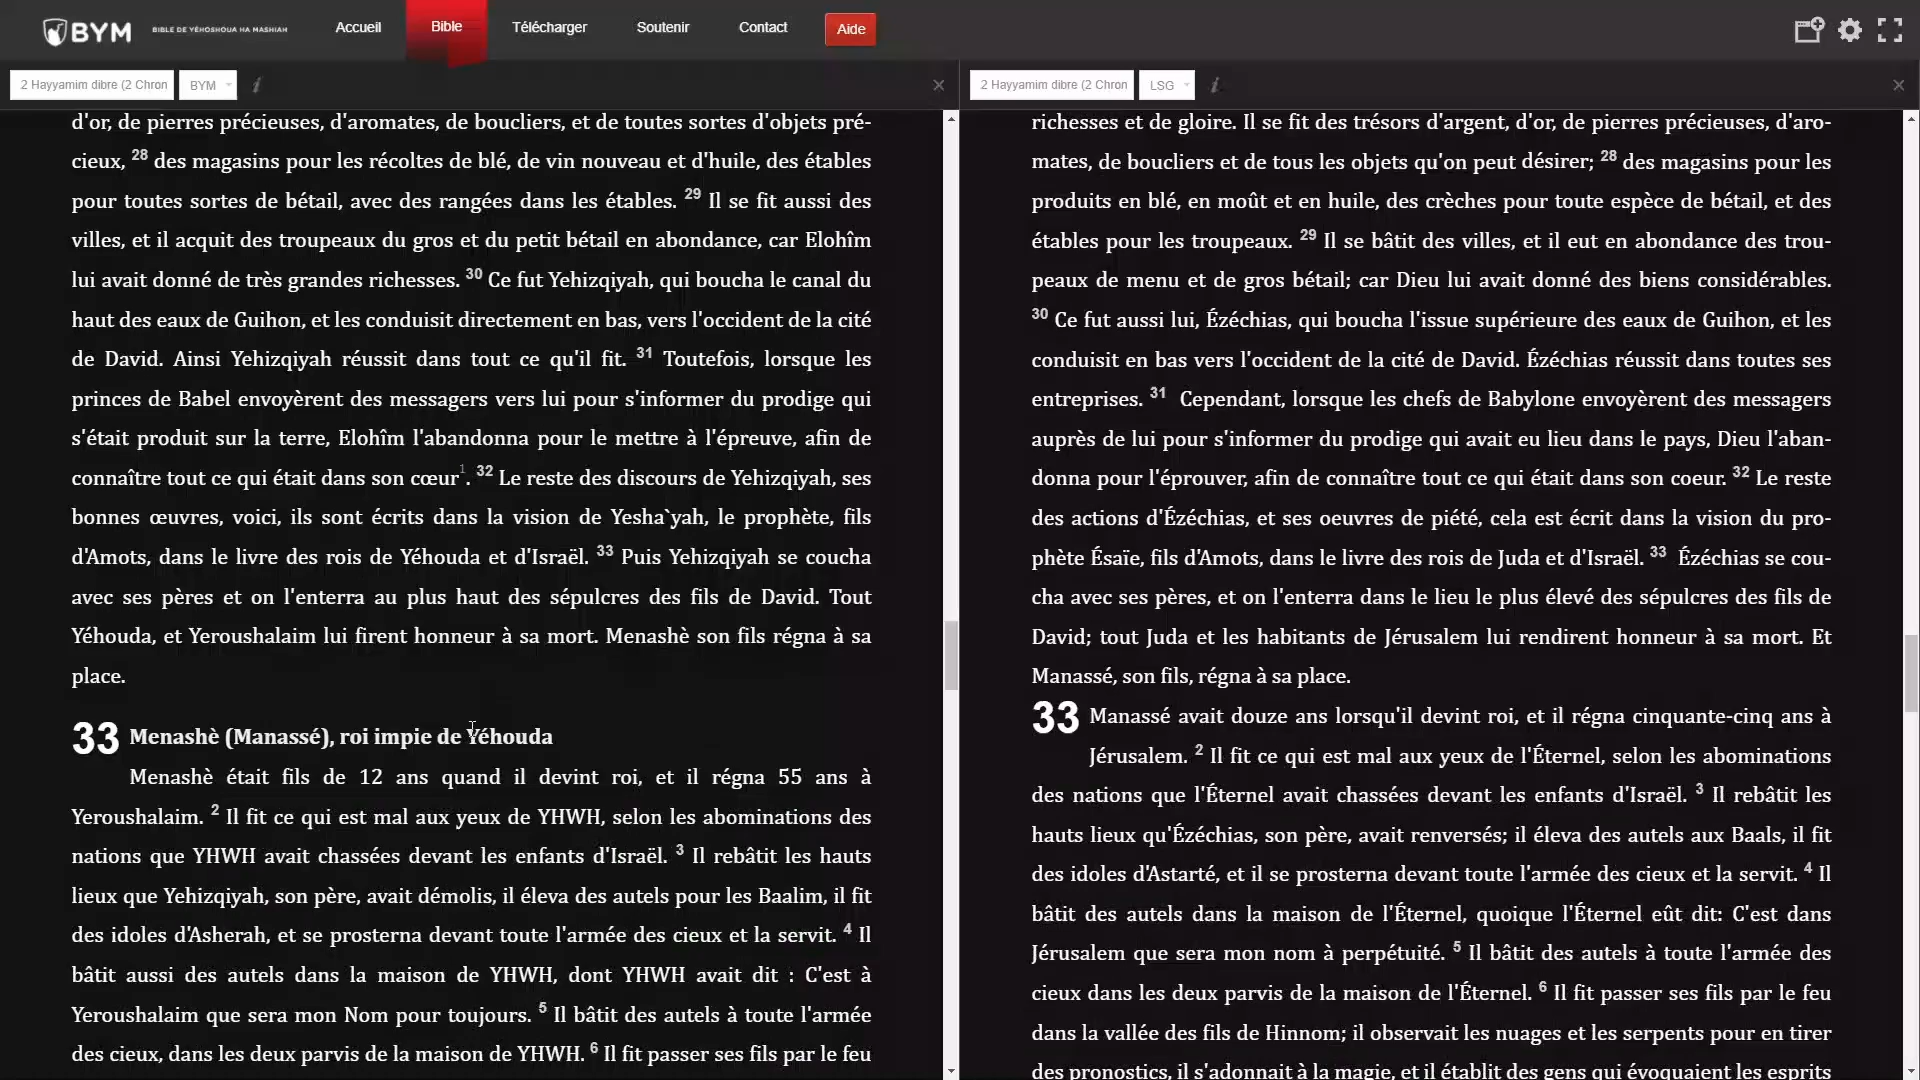 BYM BIBLE DE YÉHOSHOUA HA MASHIAH Accueil Bible Télécharger Soutenir Contact Aide
2 Hayyamim dibre (2 Chron BYM i ×
d'or, de pierres précieuses, d'aromates, de boucliers, et de toutes sortes d'objets pré-
cieux, 28 des magasins pour les récoltes de blé, de vin nouveau et d'huile, des étables
pour toutes sortes de bétail, avec des rangées dans les étables. 29 Il se fit aussi des
villes, et il acquit des troupeaux du gros et du petit bétail en abondance, car Elohîm
lui avait donné de très grandes richesses. 30 Ce fut Yehizqiyah, qui boucha le canal du
haut des eaux de Guihon, et les conduisit directement en bas, vers l'occident de la cité
de David. Ainsi Yehizqiyah réussit dans tout ce qu'il fit. 31 Toutefois, lorsque les
princes de Babel envoyèrent des messagers vers lui pour s'informer du prodige qui
s'était produit sur la terre, Elohîm l'abandonna pour le mettre à l'épreuve, afin de
connaître tout ce qui était dans son cœur1. 32 Le reste des discours de Yehizqiyah, ses
bonnes œuvres, voici, ils sont écrits dans la vision de Yesha`yah, le prophète, fils
d'Amots, dans le livre des rois de Yéhouda et d'Israël. 33 Puis Yehizqiyah se coucha
avec ses pères et on l'enterra au plus haut des sépulcres des fils de David. Tout
Yéhouda, et Yeroushalaim lui firent honneur à sa mort. Menashè son fils régna à sa
place.
33 Menashè (Manassé), roi impie de Yéhouda
Menashè était fils de 12 ans quand il devint roi, et il régna 55 ans à
Yeroushalaim. 2 Il fit ce qui est mal aux yeux de YHWH, selon les abominations des
nations que YHWH avait chassées devant les enfants d'Israël. 3 Il rebâtit les hauts
lieux que Yehizqiyah, son père, avait démolis, il éleva des autels pour les Baalim, il fit
des idoles d'Asherah, et se prosterna devant toute l'armée des cieux et la servit. 4 Il
bâtit aussi des autels dans la maison de YHWH, dont YHWH avait dit : C'est à
Yeroushalaim que sera mon Nom pour toujours. 5 Il bâtit des autels à toute l'armée
des cieux, dans les deux parvis de la maison de YHWH. 6 Il fit passer ses fils par le feu
2 Hayyamim dibre (2 Chron LSG i ×
richesses et de gloire. Il se fit des trésors d'argent, d'or, de pierres précieuses, d'aro-
mates, de boucliers et de tous les objets qu'on peut désirer; 28 des magasins pour les
produits en blé, en moût et en huile, des crèches pour toute espèce de bétail, et des
étables pour les troupeaux. 29 Il se bâtit des villes, et il eut en abondance des trou-
peaux de menu et de gros bétail; car Dieu lui avait donné des biens considérables.
30 Ce fut aussi lui, Ézéchias, qui boucha l'issue supérieure des eaux de Guihon, et les
conduisit en bas vers l'occident de la cité de David. Ézéchias réussit dans toutes ses
entreprises. 31 Cependant, lorsque les chefs de Babylone envoyèrent des messagers
auprès de lui pour s'informer du prodige qui avait eu lieu dans le pays, Dieu l'aban-
donna pour l'éprouver, afin de connaître tout ce qui était dans son coeur. 32 Le reste
des actions d'Ézéchias, et ses oeuvres de piété, cela est écrit dans la vision du pro-
phète Ésaïe, fils d'Amots, dans le livre des rois de Juda et d'Israël. 33 Ézéchias se cou-
cha avec ses pères, et on l'enterra dans le lieu le plus élevé des sépulcres des fils de
David; tout Juda et les habitants de Jérusalem lui rendirent honneur à sa mort. Et
Manassé, son fils, régna à sa place.
33 Manassé avait douze ans lorsqu'il devint roi, et il régna cinquante-cinq ans à
Jérusalem. 2 Il fit ce qui est mal aux yeux de l'Éternel, selon les abominations
des nations que l'Éternel avait chassées devant les enfants d'Israël. 3 Il rebâtit les
hauts lieux qu'Ézéchias, son père, avait renversés; il éleva des autels aux Baals, il fit
des idoles d'Astarté, et il se prosterna devant toute l'armée des cieux et la servit. 4 Il
bâtit des autels dans la maison de l'Éternel, quoique l'Éternel eût dit: C'est dans
Jérusalem que sera mon nom à perpétuité. 5 Il bâtit des autels à toute l'armée des
cieux dans les deux parvis de la maison de l'Éternel. 6 Il fit passer ses fils par le feu
dans la vallée des fils de Hinnom; il observait les nuages et les serpents pour en tirer
des pronostics, il s'adonnait à la magie, et il établit des gens qui évoquaient les esprits